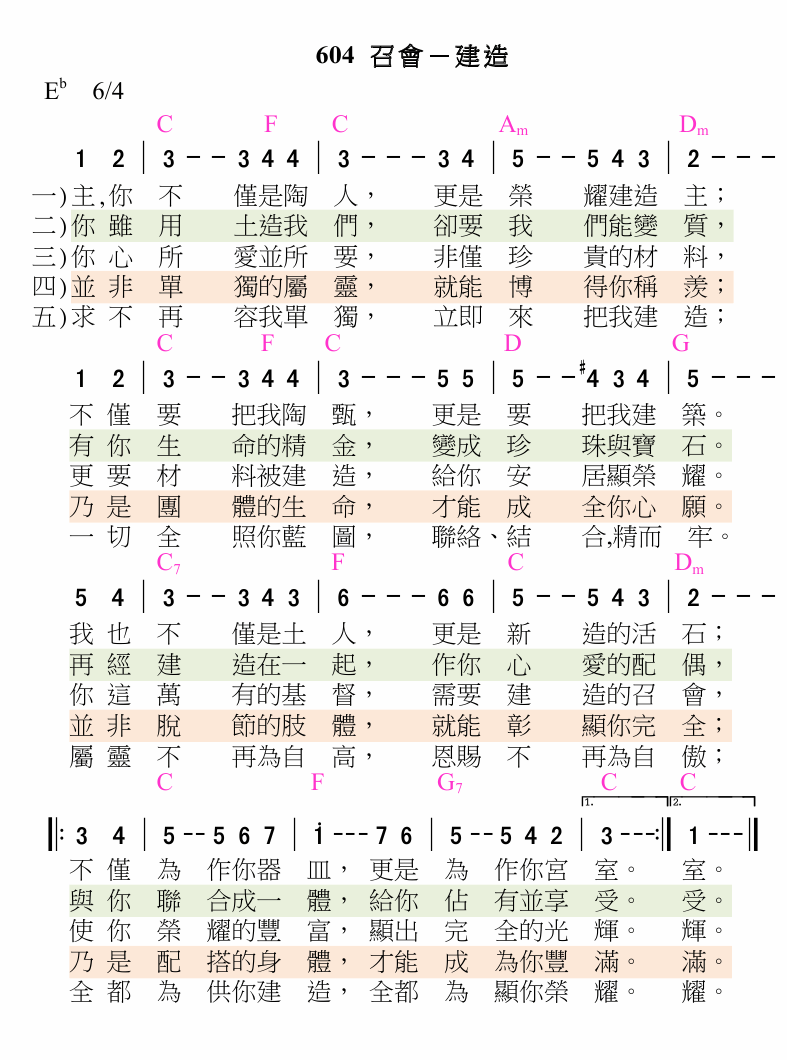 604 召會－建造
E♭ 6/4
C F C Am Dm
1 2 | 3 - - 3 4 4 | 3 - - - 3 4 | 5 - - 5 4 3 | 2 - - -
一)主,你 不 僅是陶 人， 更是 榮 耀建造 主；
二)你 雖 用 土造我 們， 卻要 我 們能變 質，
三)你 心 所 愛並所 要， 非僅 珍 貴的材 料，
四)並 非 單 獨的屬 靈， 就能 博 得你稱 羨；
五)求 不 再 容我單 獨， 立即 來 把我建 造；
C F C D G
1 2 | 3 - - 3 4 4 | 3 - - - 5 5 | 5 - - #4 3 4 | 5 - - -
不 僅 要 把我陶 甄， 更是 要 把我建 築。
有 你 生 命的精 金， 變成 珍 珠與寶 石。
更 要 材 料被建 造， 給你 安 居顯榮 耀。
乃 是 團 體的生 命， 才能 成 全你心 願。
一 切 全 照你藍 圖， 聯絡、結 合,精而 牢。
C7 F C Dm
5 4 | 3 - - 3 4 3 | 6 - - - 6 6 | 5 - - 5 4 3 | 2 - - -
我 也 不 僅是土 人， 更是 新 造的活 石；
再 經 建 造在一 起， 作你 心 愛的配 偶，
你 這 萬 有的基 督， 需要 建 造的召 會，
並 非 脫 節的肢 體， 就能 彰 顯你完 全；
屬 靈 不 再為自 高， 恩賜 不 再為自 傲；
C F G7 C C
1. 2.
‖: 3 4 | 5 - - 5 6 7 | i - - - 7 6 | 5 - - 5 4 2 | 3 - - - :‖ 1 - - - ‖
不 僅 為 作你器 皿， 更是 為 作你宮 室。 室。
與 你 聯 合成一 體， 給你 佔 有並享 受。 受。
使 你 榮 耀的豐 富， 顯出 完 全的光 輝。 輝。
乃 是 配 搭的身 體， 才能 成 為你豐 滿。 滿。
全 都 為 供你建 造， 全都 為 顯你榮 耀。 耀。